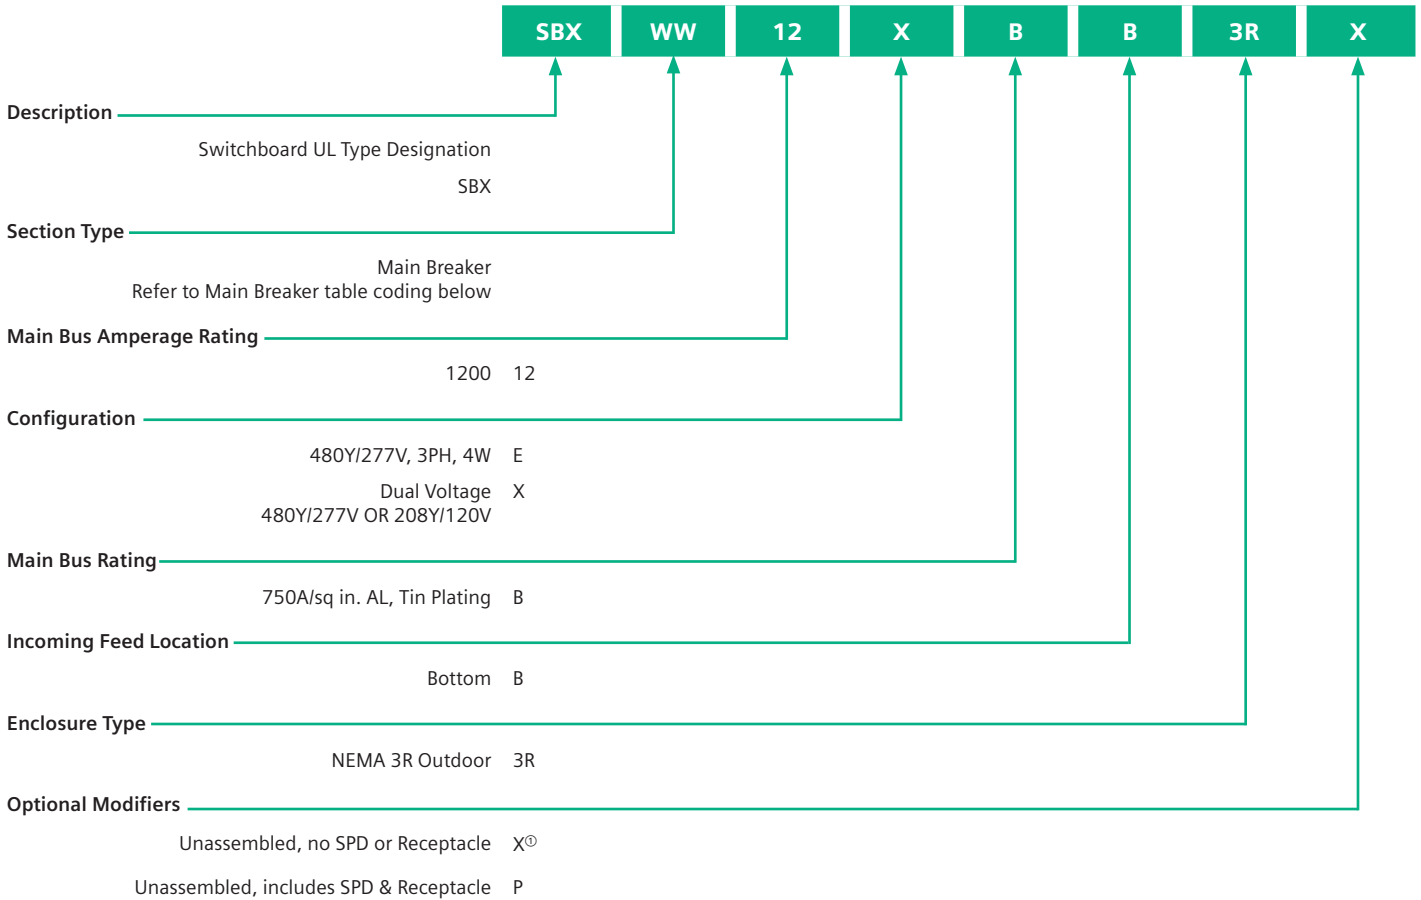 SBX WW 12 X B B 3R X
Description
Switchboard UL Type Designation
SBX
Section Type
Main Breaker
Refer to Main Breaker table coding below
Main Bus Amperage Rating
1200 12
Configuration
480Y/277V, 3PH, 4W E
Dual Voltage X
480Y/277V OR 208Y/120V
Main Bus Rating
750A/sq in. AL, Tin Plating B
Incoming Feed Location
Bottom B
Enclosure Type
NEMA 3R Outdoor 3R
Optional Modifiers
Unassembled, no SPD or Receptacle X①
Unassembled, includes SPD & Receptacle P